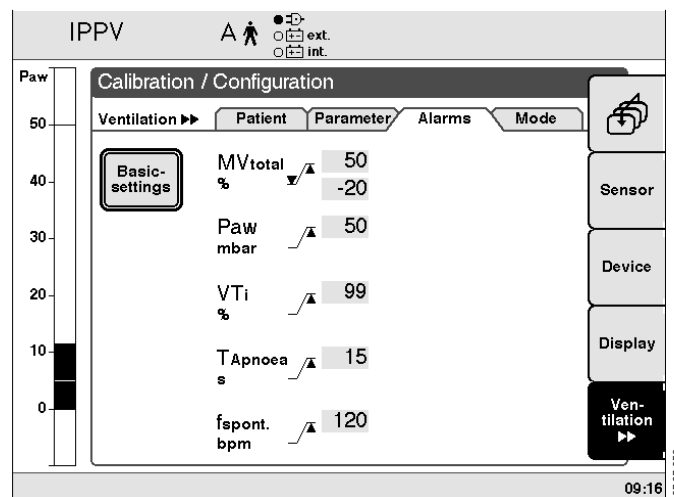 IPPV
A
ext.
int.
Paw
50
40
30
20
10
0
Calibration / Configuration
Ventilation ▶▶
Patient
Parameter
Alarms
Mode
Basic-
settings
MVtotal
%
50
-20
Paw
mbar
50
VTi
%
99
TApnoea
s
15
fspont.
bpm
120
Sensor
Device
Display
Ven-
tilation
▶▶
09:16